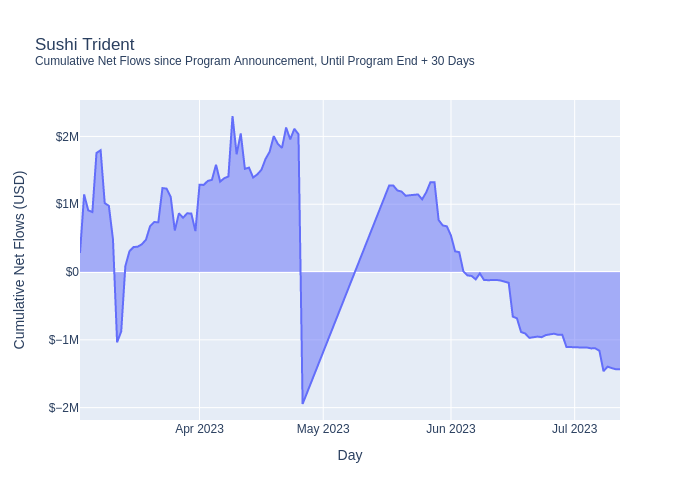 Sushi Trident
Cumulative Net Flows since Program Announcement, Until Program End + 30 Days
Cumulative Net Flows (USD)
$2M
$1M
$0
$−1M
$−2M
Apr 2023
May 2023
Jun 2023
Jul 2023
Day